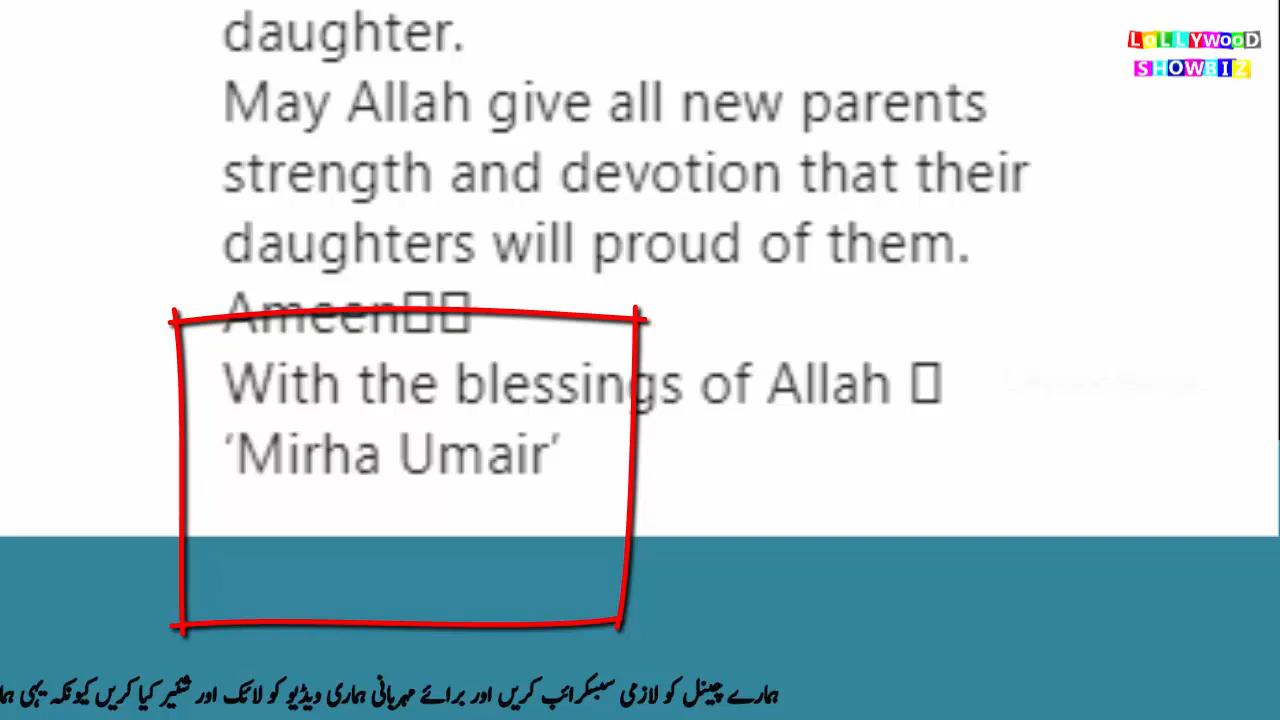 daughter.
LOLLYWOOD
SHOWBIZ
May Allah give all new parents
strength and devotion that their
daughters will proud of them.
Ameen
With the blessings of Allah
‘Mirha Umair’
ہمارے چینل کو لازمی سبسکرائب کریں اور برائے مہربانی ہماری ویڈیو کو لائک اور شئیر کیا کریں کیونکہ یہی